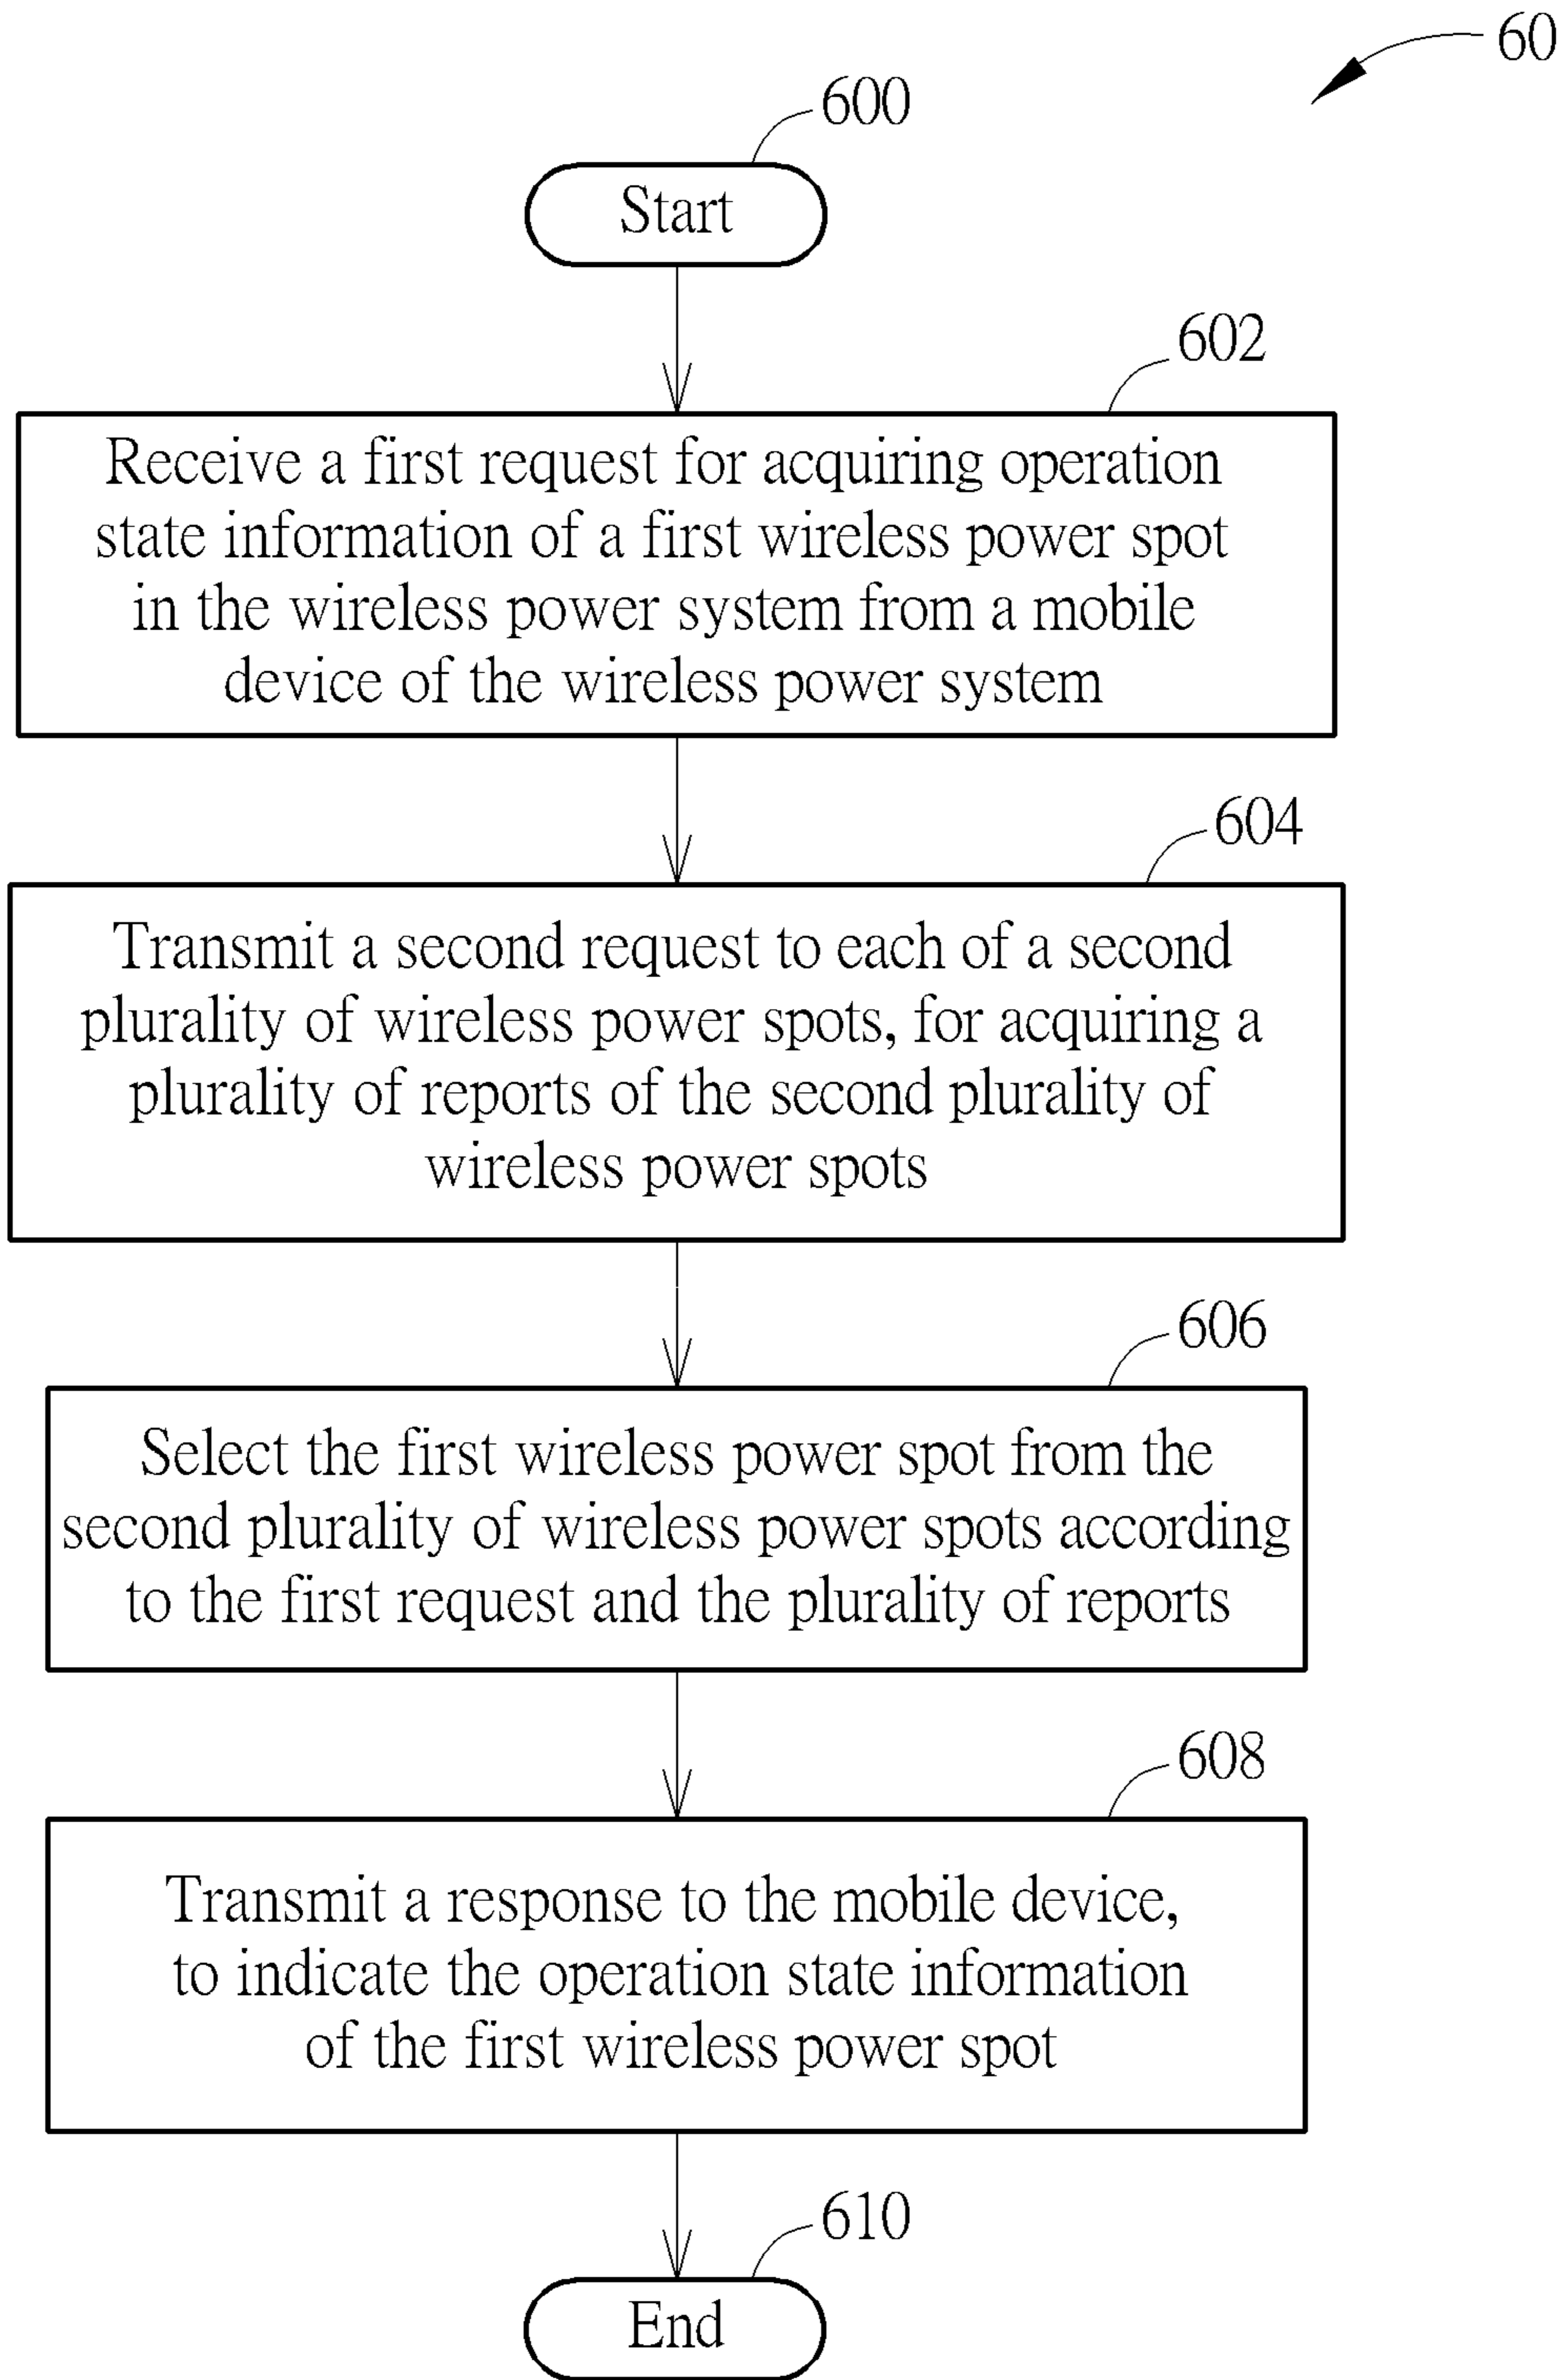 60
600
Start
602
Receive a first request for acquiring operation
state information of a first wireless power spot
in the wireless power system from a mobile
device of the wireless power system
604
Transmit a second request to each of a second
plurality of wireless power spots, for acquiring a
plurality of reports of the second plurality of
wireless power spots
606
Select the first wireless power spot from the
second plurality of wireless power spots according
to the first request and the plurality of reports
608
Transmit a response to the mobile device,
to indicate the operation state information
of the first wireless power spot
610
End